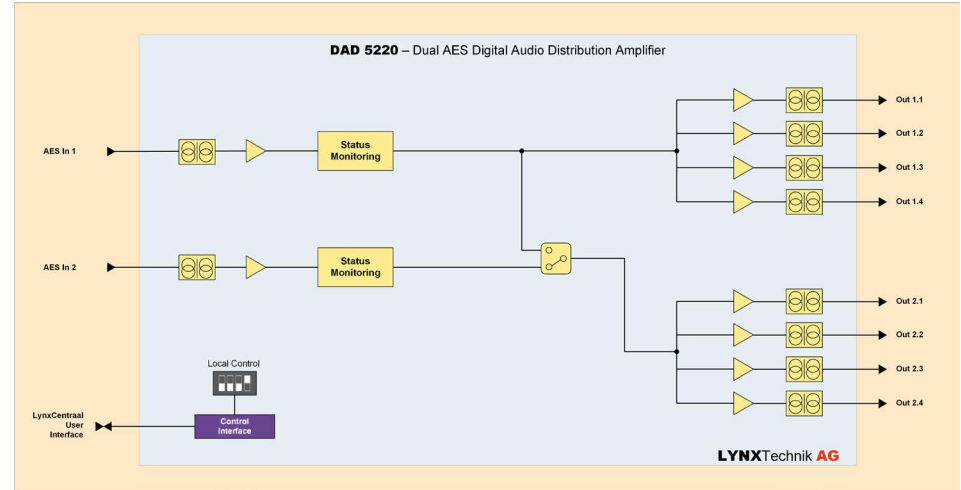 DAD 5220 – Dual AES Digital Audio Distribution Amplifier
AES In 1
Status
Monitoring
Out 1.1
Out 1.2
Out 1.3
Out 1.4
AES In 2
Status
Monitoring
Out 2.1
Out 2.2
Out 2.3
Out 2.4
Local Control
LynxCentraal
User
Interface
Control
Interface
LYNXTechnik AG